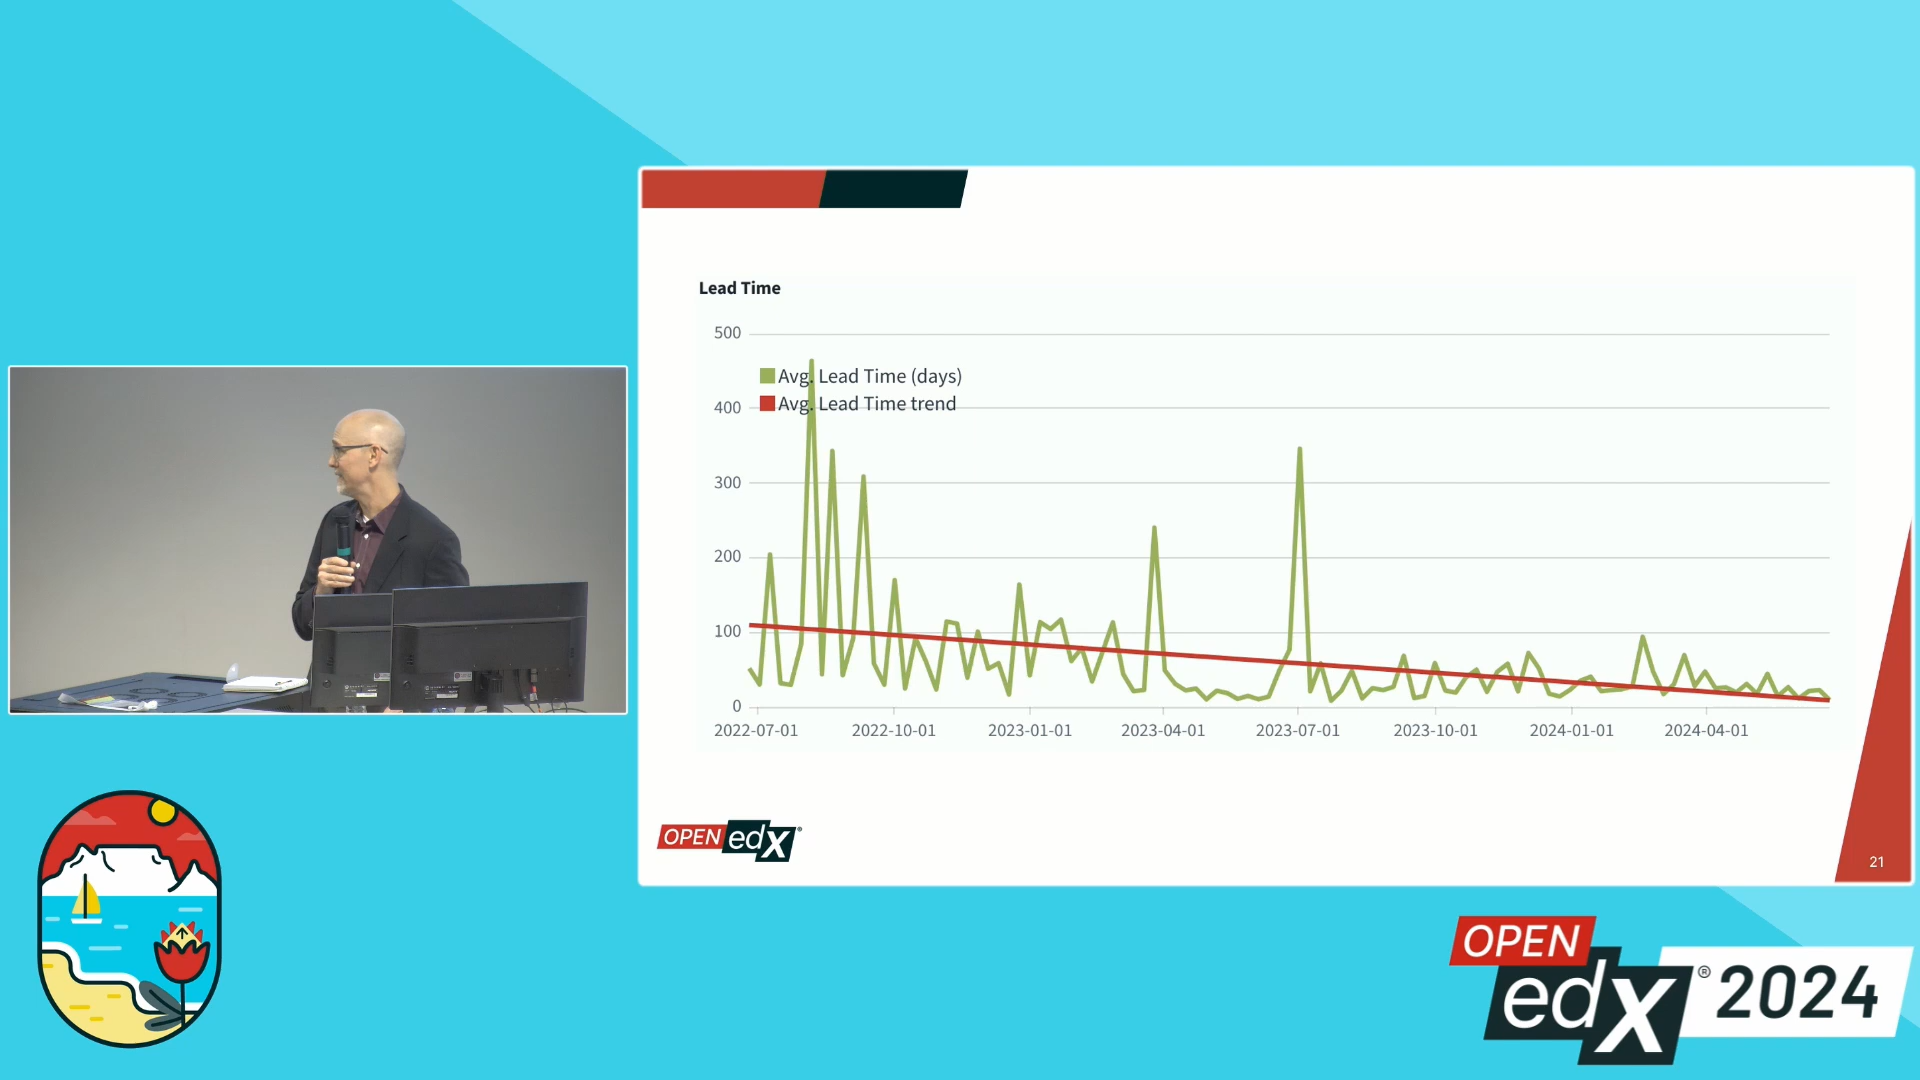 Lead Time
500
Avg. Lead Time (days)
400
Avg. Lead Time trend
300
200
100
0
2022-07-01 2022-10-01 2023-01-01 2023-04-01 2023-07-01 2023-10-01 2024-01-01 2024-04-01
OPEN edX®
21
OPEN
edX® 2024